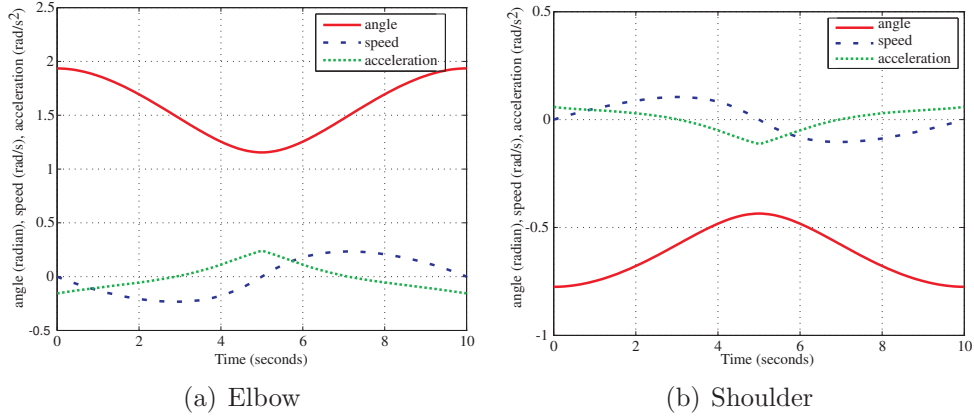 2.5
2
1.5
1
0.5
0
-0.5
angle (radian), speed (rad/s), acceleration (rad/s²)
angle
speed
acceleration
0 2 4 6 8 10
Time (seconds)
(a) Elbow
0.5
0
-0.5
-1
angle (radian), speed (rad/s), acceleration (rad/s²)
angle
speed
acceleration
0 2 4 6 8 10
Time (seconds)
(b) Shoulder